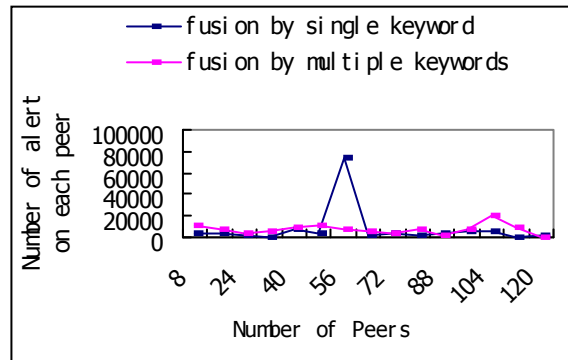 fusion by single keyword
fusion by multiple keywords
Number of alert
on each peer
100000
80000
60000
40000
20000
0
8
24
40
56
72
88
104
120
Number of Peers